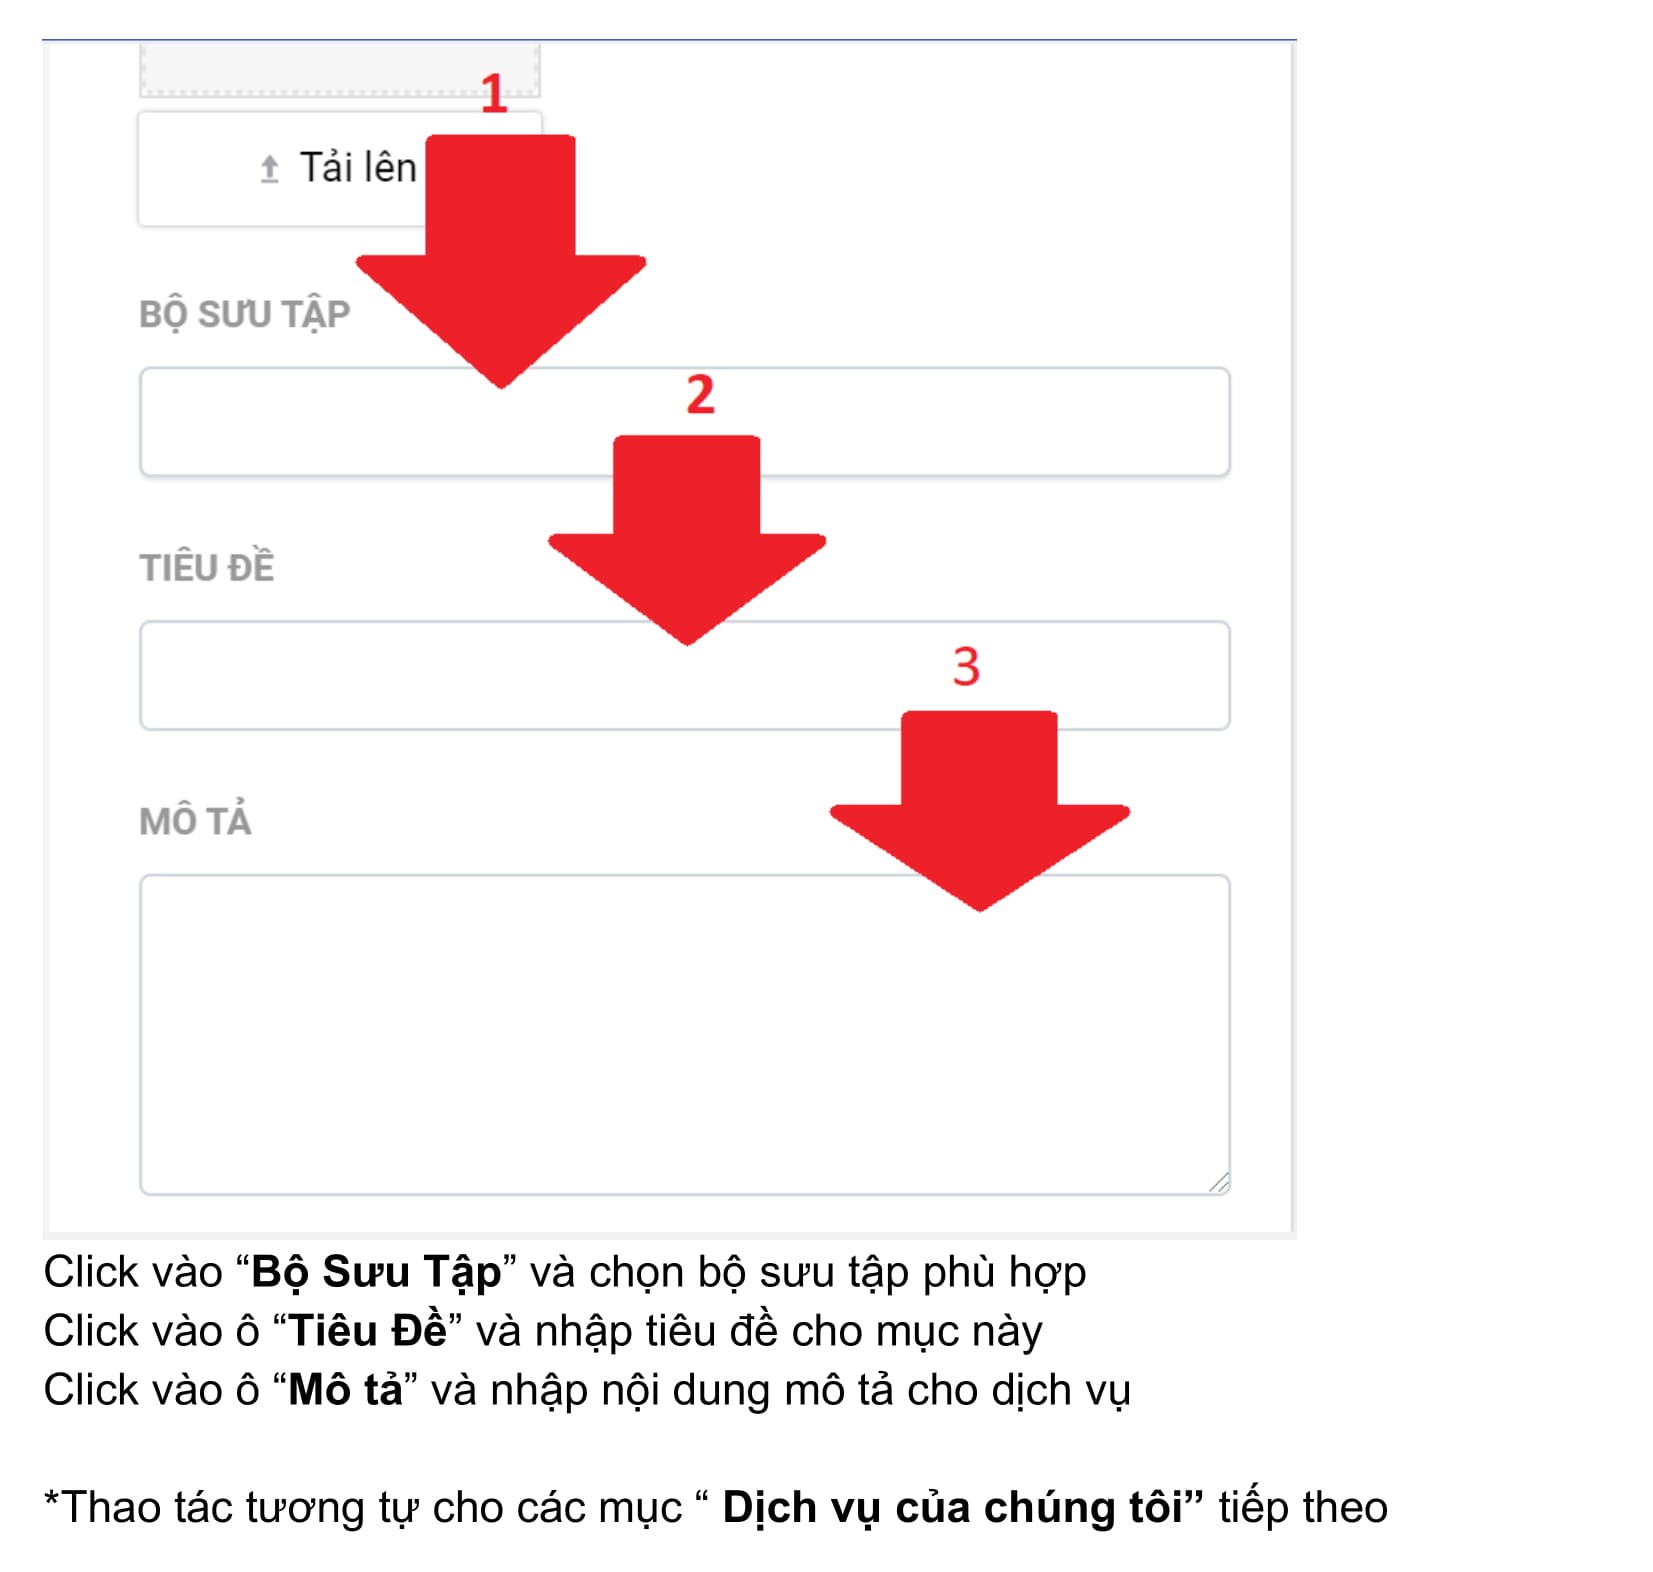 1
Tải lên
BỘ SƯU TẬP
2
TIÊU ĐỀ
3
MÔ TẢ
Click vào “Bộ Sưu Tập” và chọn bộ sưu tập phù hợp
Click vào ô “Tiêu Đề” và nhập tiêu đề cho mục này
Click vào ô “Mô tả” và nhập nội dung mô tả cho dịch vụ
*Thao tác tương tự cho các mục “ Dịch vụ của chúng tôi” tiếp theo